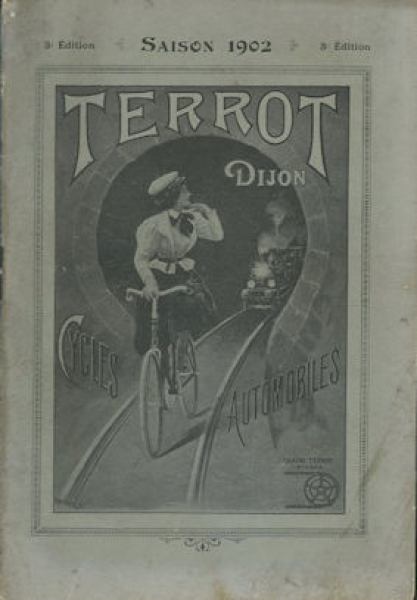 3e Edition SAISON 1902 3e Edition
TERROT
DIJON
CYCLES
AUTOMOBILES